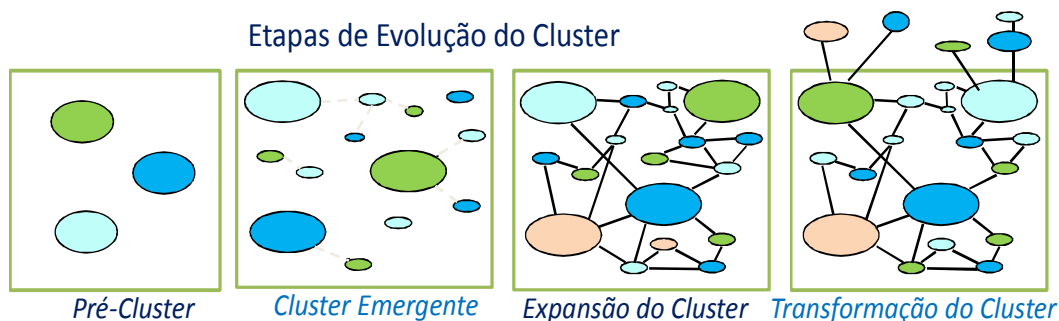 Etapas de Evolução do Cluster
Pré-Cluster
Cluster Emergente
Expansão do Cluster
Transformação do Cluster